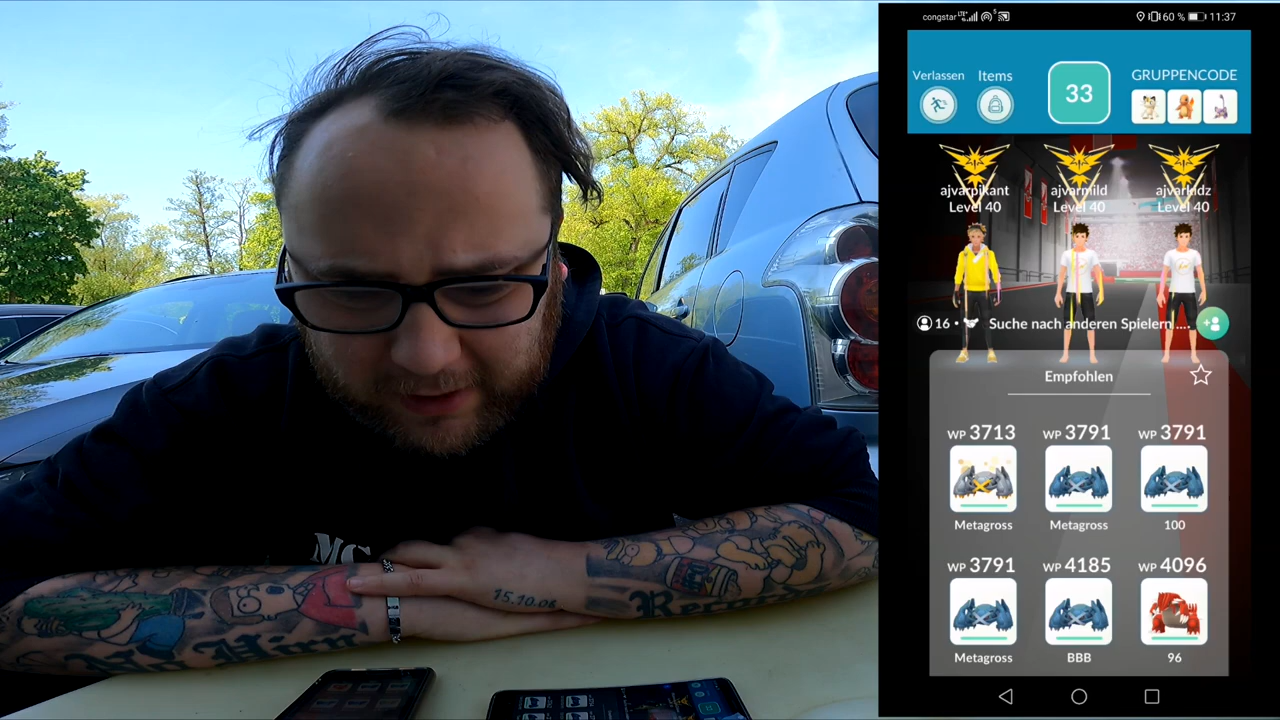 congstar
60 %
11:37
Verlassen
Items
33
GRUPPENCODE
ajvarpikant
Level 40
ajvarmild
Level 40
ajvarkidz
Level 40
16 • Suche nach anderen Spielern ....
Empfohlen
WP 3713
WP 3791
WP 3791
Metagross
Metagross
100
WP 3791
WP 4185
WP 4096
Metagross
BBB
96
15.10.06